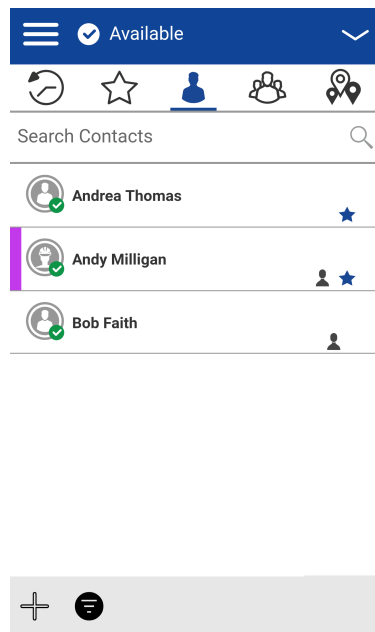 Available
Search Contacts
Andrea Thomas
Andy Milligan
Bob Faith